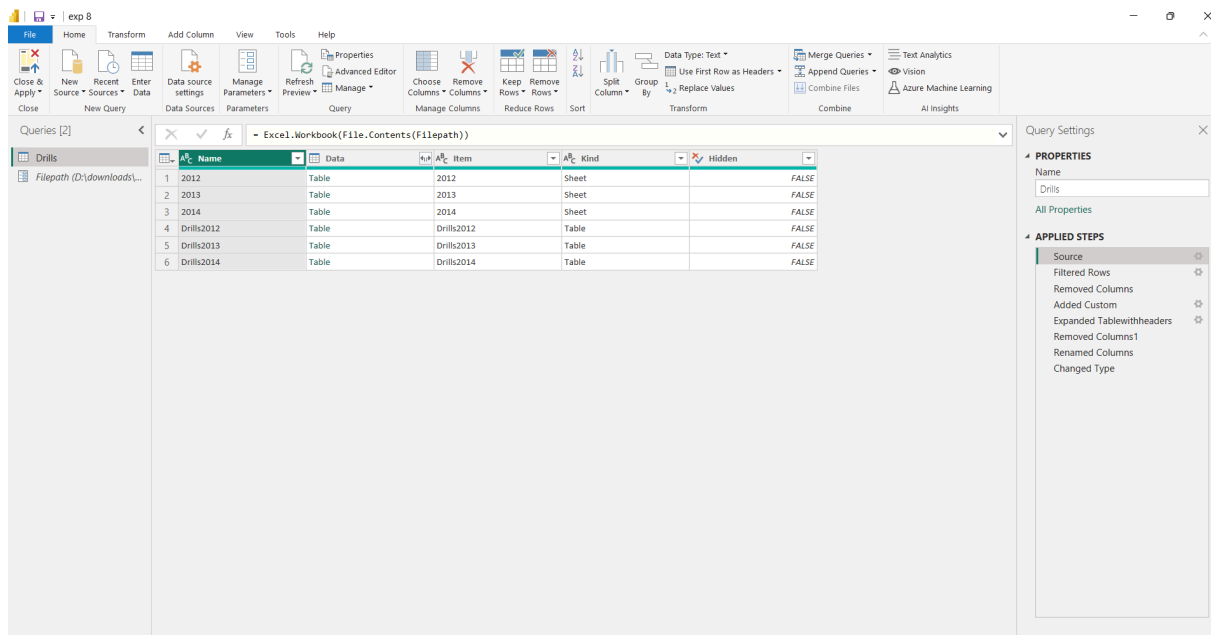 exp 8
File Home Transform Add Column View Tools Help
Close & Apply
New Source
Recent Sources
Enter Data
Data source settings
Manage Parameters
Refresh Preview
Properties
Advanced Editor
Manage
Choose Columns
Remove Columns
Keep Rows
Remove Rows
Split Column
Group By
Data Type: Text
Use First Row as Headers
1 2 Replace Values
Merge Queries
Append Queries
Combine Files
Text Analytics
Vision
Azure Machine Learning
Close New Query Data Sources Parameters Query Manage Columns Reduce Rows Sort Transform Combine AI Insights
Queries [2]
Drills
Filepath (D:\downloads\...
fx = Excel.Workbook(File.Contents(Filepath))
ABC Name Data ABC Item ABC Kind Hidden
1 2012 Table 2012 Sheet FALSE
2 2013 Table 2013 Sheet FALSE
3 2014 Table 2014 Sheet FALSE
4 Drills2012 Table Drills2012 Table FALSE
5 Drills2013 Table Drills2013 Table FALSE
6 Drills2014 Table Drills2014 Table FALSE
Query Settings
PROPERTIES
Name
Drills
All Properties
APPLIED STEPS
Source
Filtered Rows
Removed Columns
Added Custom
Expanded Tablewithheaders
Removed Columns1
Renamed Columns
Changed Type